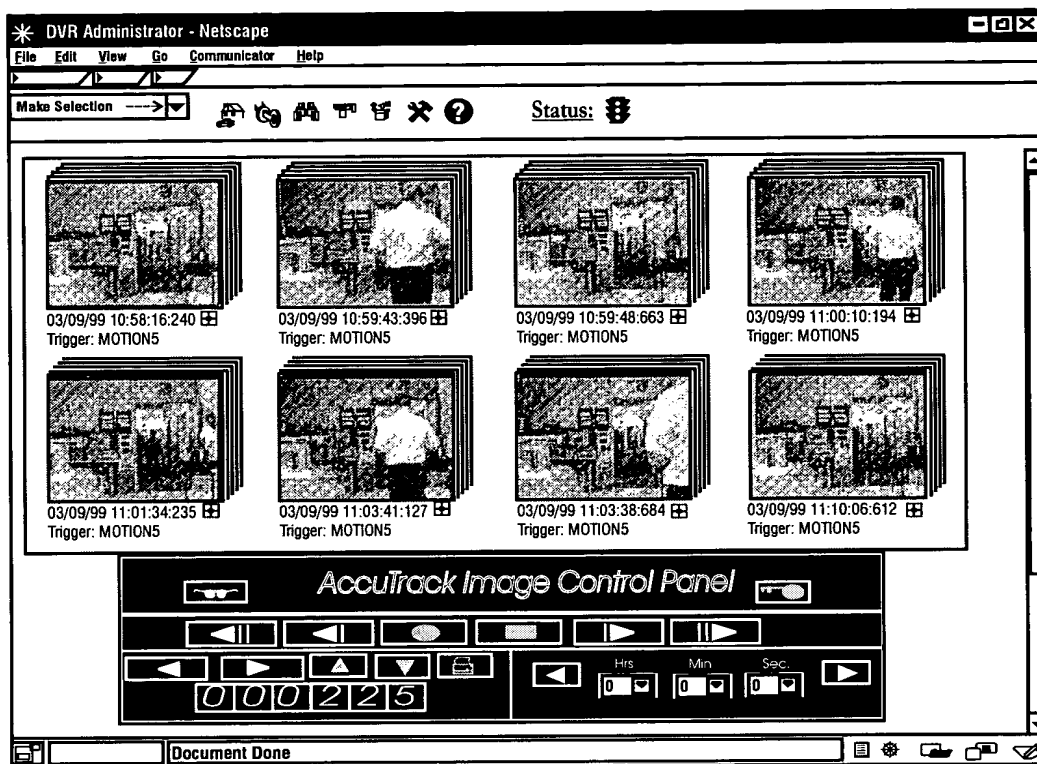 DVR Administrator - Netscape
File Edit View Go Communicator Help
Make Selection ---->
Status:
03/09/99 10:58:16:240
Trigger: MOTION5
03/09/99 10:59:43:396
Trigger: MOTION5
03/09/99 10:59:48:663
Trigger: MOTION5
03/09/99 11:00:10:194
Trigger: MOTION5
03/09/99 11:01:34:235
Trigger: MOTION5
03/09/99 11:03:41:127
Trigger: MOTION5
03/09/99 11:03:38:684
Trigger: MOTION5
03/09/99 11:10:06:612
Trigger: MOTION5
AccuTrack Image Control Panel
Hrs Min Sec.
000225
0 0 0
Document Done